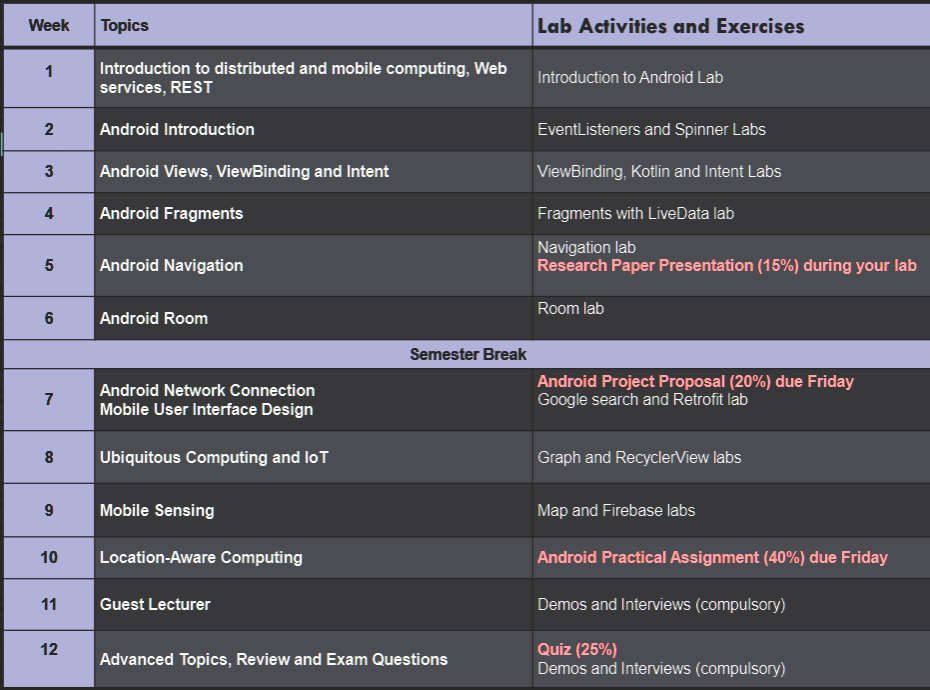 Week Topics Lab Activities and Exercises
1 Introduction to distributed and mobile computing, Web
services, REST
Introduction to Android Lab
2 Android Introduction EventListeners and Spinner Labs
3 Android Views, ViewBinding and Intent ViewBinding, Kotlin and Intent Labs
4 Android Fragments Fragments with LiveData lab
5 Android Navigation Navigation lab
Research Paper Presentation (15%) during your lab
6 Android Room Room lab
Semester Break
7 Android Network Connection
Mobile User Interface Design
Android Project Proposal (20%) due Friday
Google search and Retrofit lab
8 Ubiquitous Computing and IoT Graph and RecyclerView labs
9 Mobile Sensing Map and Firebase labs
10 Location-Aware Computing Android Practical Assignment (40%) due Friday
11 Guest Lecturer Demos and Interviews (compulsory)
12 Advanced Topics, Review and Exam Questions Quiz (25%)
Demos and Interviews (compulsory)